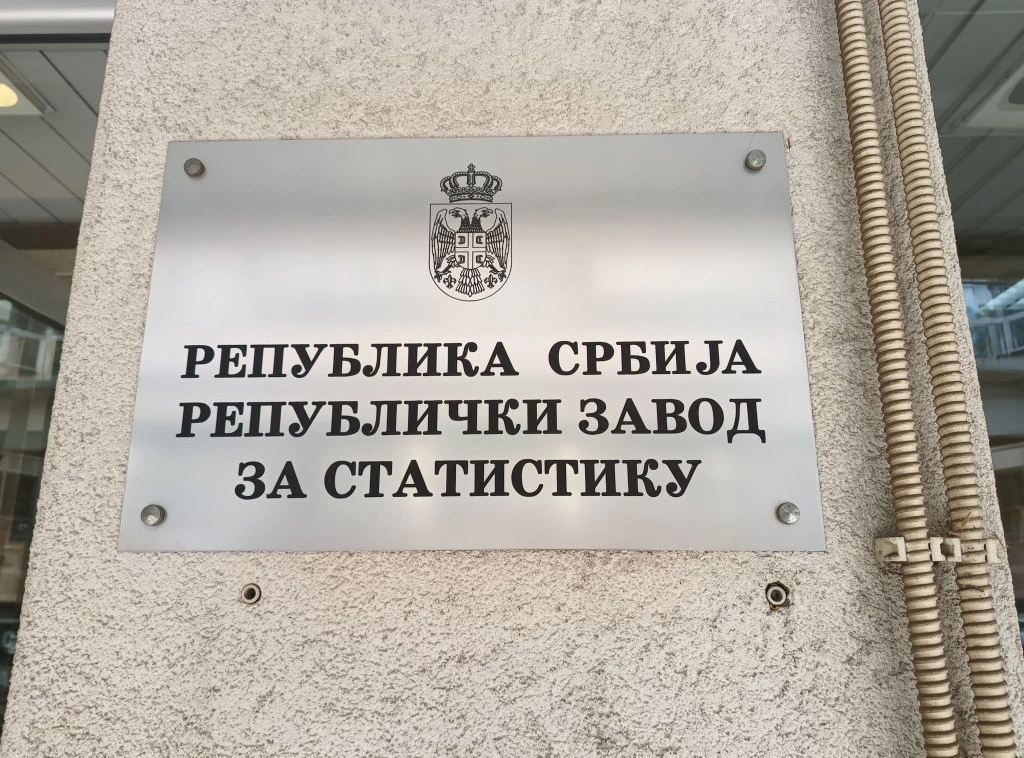 РЕПУБЛИКА СРБИЈА
РЕПУБЛИЧКИ ЗАВОД
ЗА СТАТИСТИКУ